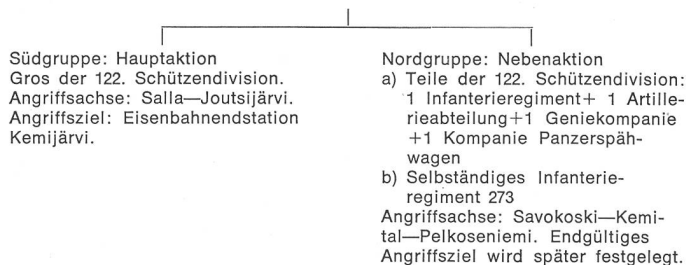 Südgruppe: Hauptaktion
Gros der 122. Schützendivision.
Angriffsachse: Salla—Joutsijärvi.
Angriffsziel: Eisenbahnendstation
Kemijärvi.
Nordgruppe: Nebenaktion
a) Teile der 122. Schützendivision:
1 Infanterieregiment+ 1 Artille-
rieabteilung+1 Geniekompanie
+1 Kompanie Panzerspäh-
wagen
b) Selbständiges Infanterie-
regiment 273
Angriffsachse: Savokoski—Kemi-
tal—Pelkoseniemi. Endgültiges
Angriffsziel wird später festgelegt.